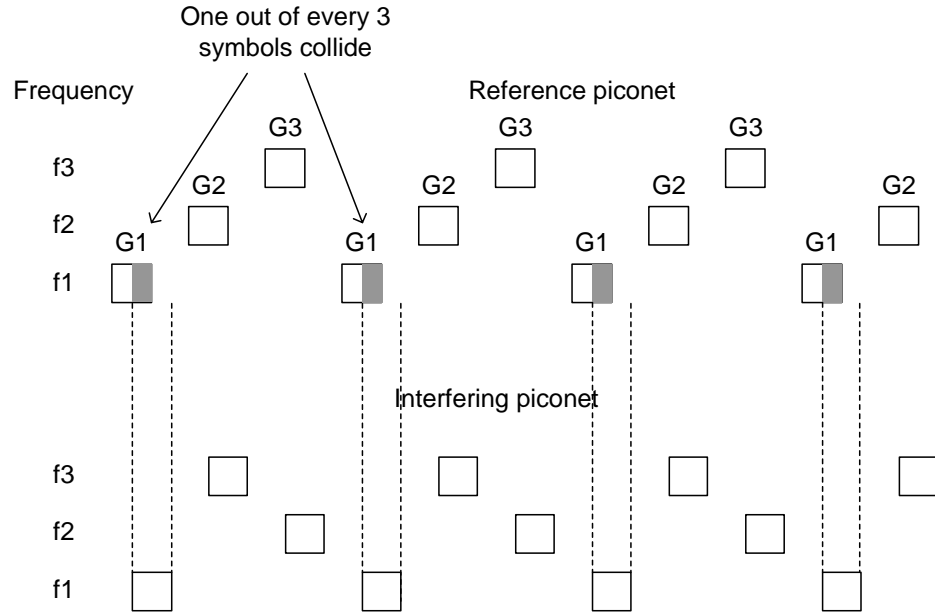 One out of every 3
symbols collide
Frequency
Reference piconet
G3
G3
G3
f3
G2
G2
G2
G2
f2
G1
G1
G1
G1
f1
Interfering piconet
f3
f2
f1